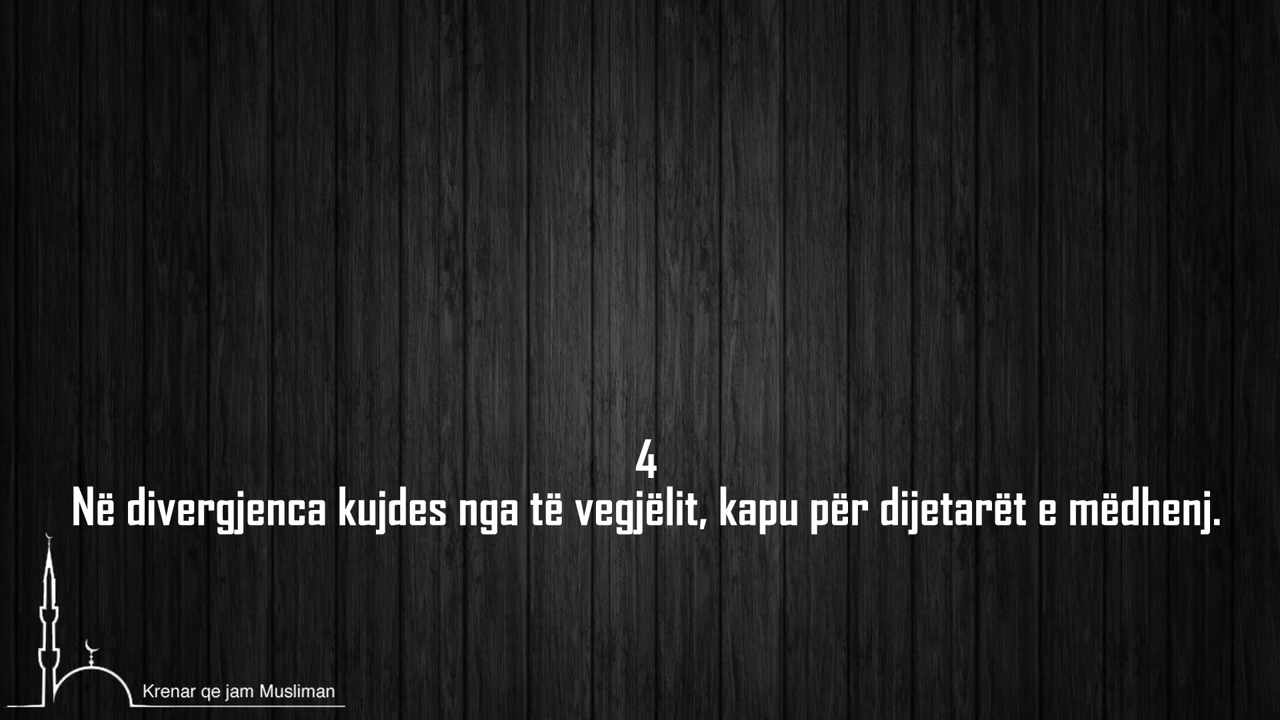 4
Në divergjenca kujdes nga të vegjëlit, kapu për dijetarët e mëdhenj.
Krenar qe jam Musliman